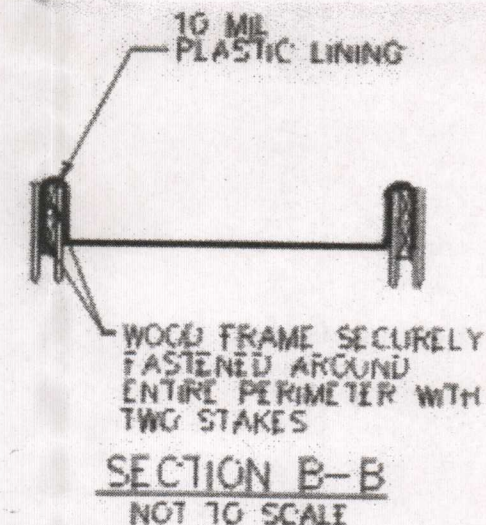 10 MIL
PLASTIC LINING
WOOD FRAME SECURELY
FASTENED AROUND
ENTIRE PERIMETER WITH
TWO STAKES
SECTION B-B
NOT TO SCALE